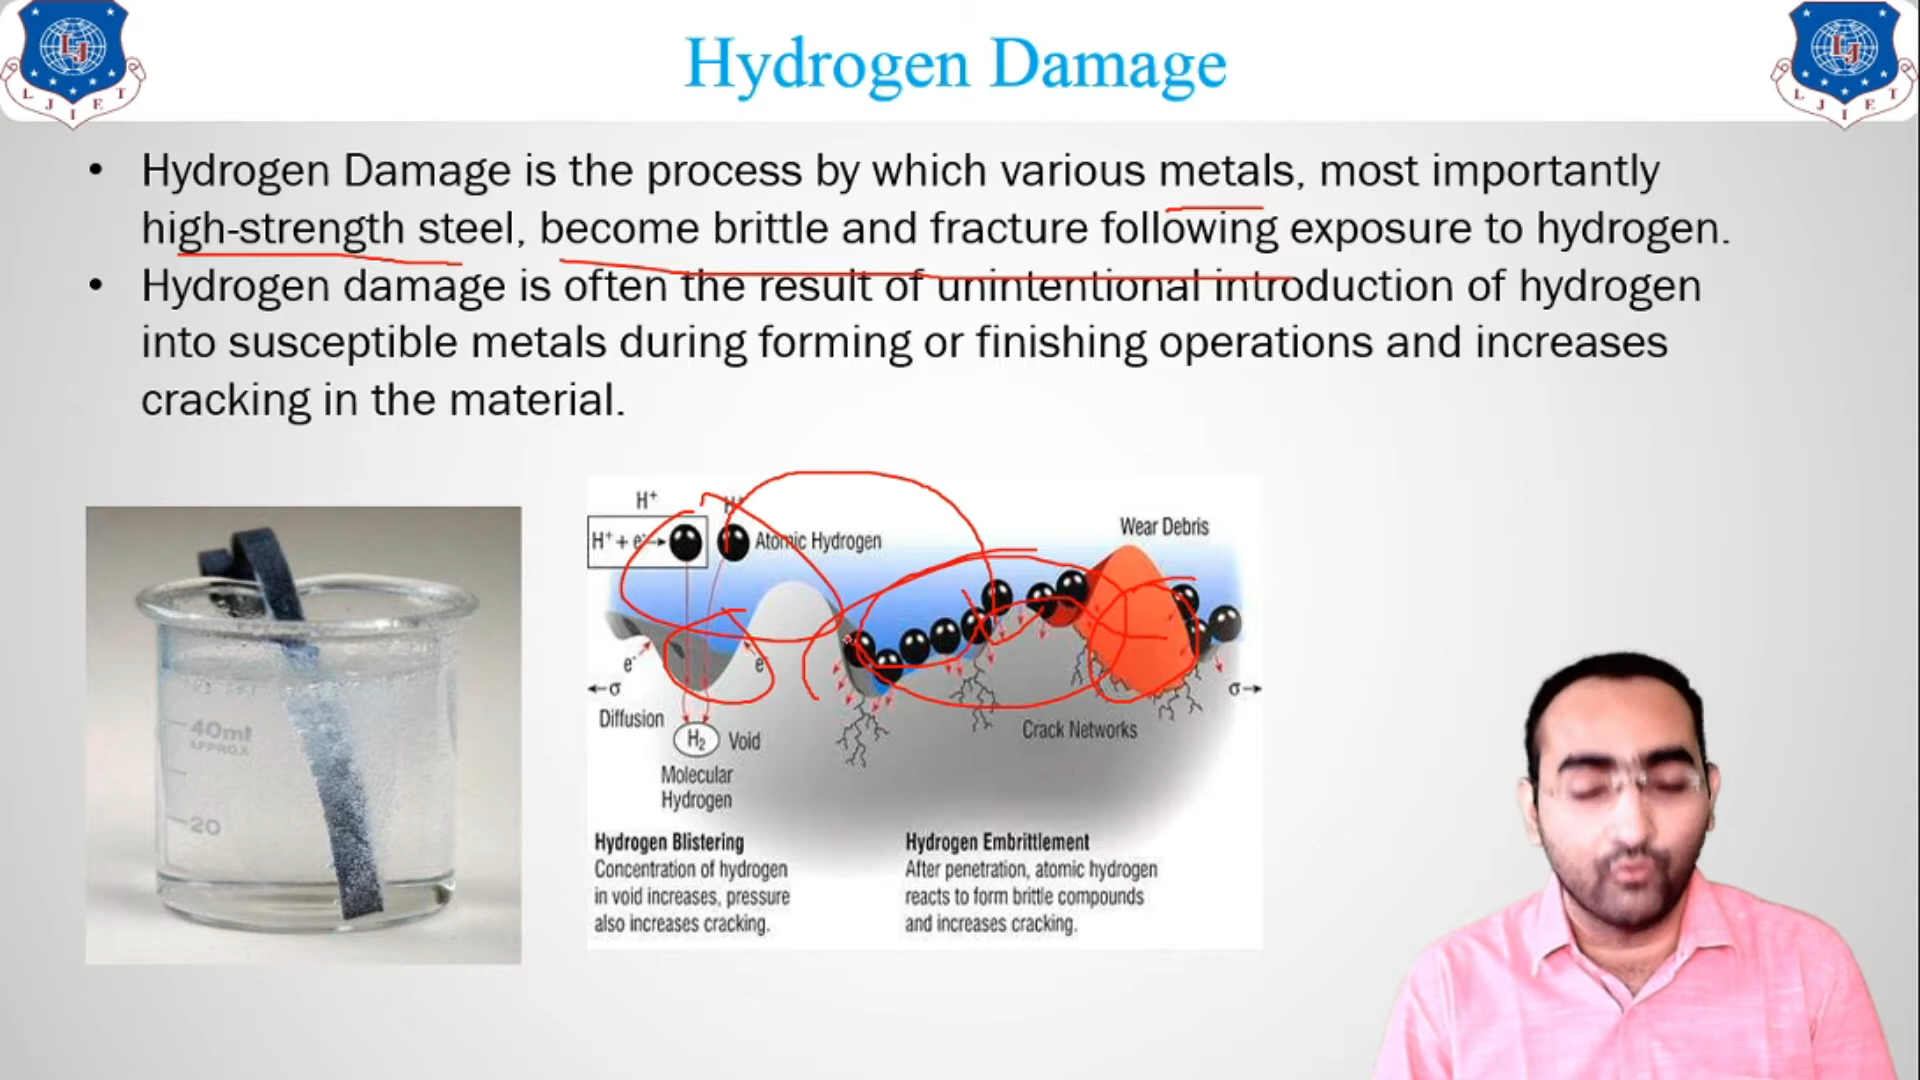 Hydrogen Damage
L J I E T
L J I E T
• Hydrogen Damage is the process by which various metals, most importantly
high-strength steel, become brittle and fracture following exposure to hydrogen.
• Hydrogen damage is often the result of unintentional introduction of hydrogen
into susceptible metals during forming or finishing operations and increases
cracking in the material.
H⁺
H⁺
H⁺ + e⁻
Atomic Hydrogen
Wear Debris
e⁻
e
←σ
σ→
Diffusion
H₂
Void
Molecular
Hydrogen
Crack Networks
40ml
APPROX
20
Hydrogen Blistering
Concentration of hydrogen
in void increases, pressure
also increases cracking.
Hydrogen Embrittlement
After penetration, atomic hydrogen
reacts to form brittle compounds
and increases cracking.